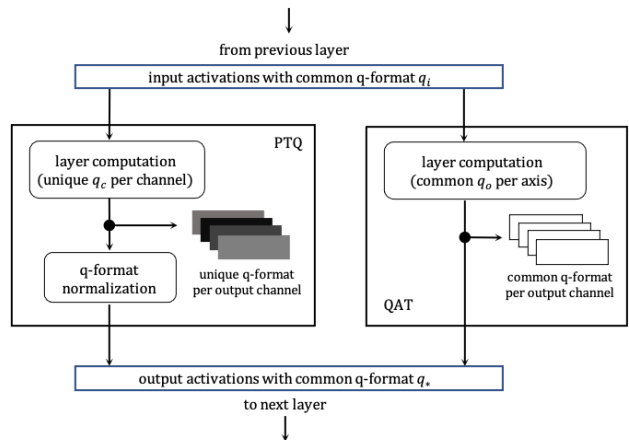 from previous layer
input activations with common q-format qᵢ
PTQ
layer computation
(unique q_c per channel)
unique q-format
per output channel
q-format
normalization
layer computation
(common qₒ per axis)
common q-format
per output channel
QAT
output activations with common q-format q⁎
to next layer